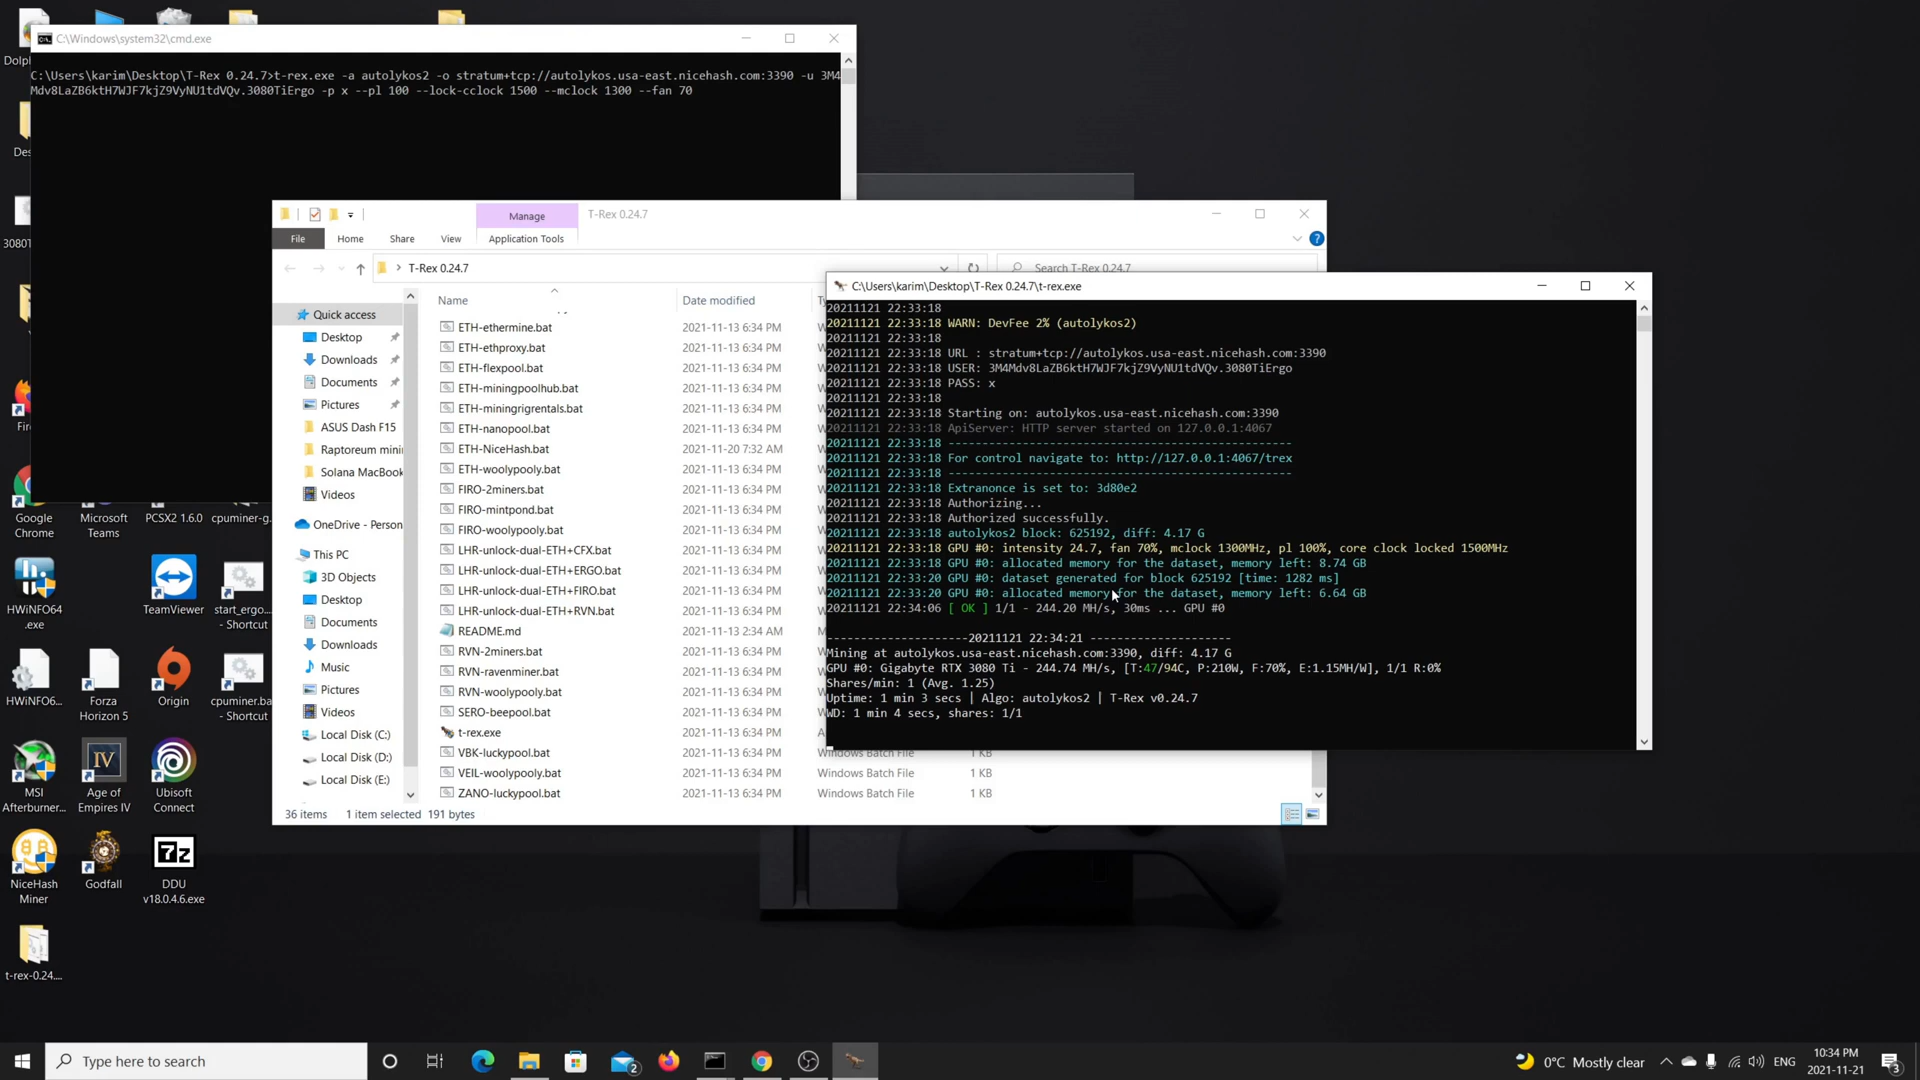 C:\Windows\system32\cmd.exe
C:\Users\karim\Desktop\T-Rex 0.24.7>t-rex.exe -a autolykos2 -o stratum+tcp://autolykos.usa-east.nicehash.com:3390 -u 3M4
Mdv8LaZB6ktH7WJF7kjZ9VyNU1tdVQv.3080TiErgo -p x --pl 100 --lock-cclock 1500 --mclock 1300 --fan 70
Manage
T-Rex 0.24.7
File
Home
Share
View
Application Tools
T-Rex 0.24.7
Search T-Rex 0.24.7
Name
Date modified
Quick access
Desktop
Downloads
Documents
Pictures
ASUS Dash F15
Raptoreum mini
Solana MacBook
Videos
OneDrive - Person
This PC
3D Objects
Desktop
Documents
Downloads
Music
Pictures
Videos
Local Disk (C:)
Local Disk (D:)
Local Disk (E:)
ETH-ethermine.bat 2021-11-13 6:34 PM
ETH-ethproxy.bat 2021-11-13 6:34 PM
ETH-flexpool.bat 2021-11-13 6:34 PM
ETH-miningpoolhub.bat 2021-11-13 6:34 PM
ETH-miningrigrentals.bat 2021-11-13 6:34 PM
ETH-nanopool.bat 2021-11-13 6:34 PM
ETH-NiceHash.bat 2021-11-20 7:32 AM
ETH-woolypooly.bat 2021-11-13 6:34 PM
FIRO-2miners.bat 2021-11-13 6:34 PM
FIRO-mintpond.bat 2021-11-13 6:34 PM
FIRO-woolypooly.bat 2021-11-13 6:34 PM
LHR-unlock-dual-ETH+CFX.bat 2021-11-13 6:34 PM
LHR-unlock-dual-ETH+ERGO.bat 2021-11-13 6:34 PM
LHR-unlock-dual-ETH+FIRO.bat 2021-11-13 6:34 PM
LHR-unlock-dual-ETH+RVN.bat 2021-11-13 6:34 PM
README.md 2021-11-13 2:34 AM
RVN-2miners.bat 2021-11-13 6:34 PM
RVN-ravenminer.bat 2021-11-13 6:34 PM
RVN-woolypooly.bat 2021-11-13 6:34 PM
SERO-beepool.bat 2021-11-13 6:34 PM
t-rex.exe 2021-11-13 6:34 PM
VBK-luckypool.bat 2021-11-13 6:34 PM Windows Batch File 1 KB
VEIL-woolypooly.bat 2021-11-13 6:34 PM Windows Batch File 1 KB
ZANO-luckypool.bat 2021-11-13 6:34 PM Windows Batch File 1 KB
36 items 1 item selected 191 bytes
C:\Users\karim\Desktop\T-Rex 0.24.7\t-rex.exe
20211121 22:33:18
20211121 22:33:18 WARN: DevFee 2% (autolykos2)
20211121 22:33:18
20211121 22:33:18 URL : stratum+tcp://autolykos.usa-east.nicehash.com:3390
20211121 22:33:18 USER: 3M4Mdv8LaZB6ktH7WJF7kjZ9VyNU1tdVQv.3080TiErgo
20211121 22:33:18 PASS: x
20211121 22:33:18
20211121 22:33:18 Starting on: autolykos.usa-east.nicehash.com:3390
20211121 22:33:18 ApiServer: HTTP server started on 127.0.0.1:4067
20211121 22:33:18 ----------------------------------------------------
20211121 22:33:18 For control navigate to: http://127.0.0.1:4067/trex
20211121 22:33:18 ----------------------------------------------------
20211121 22:33:18 Extranonce is set to: 3d80e2
20211121 22:33:18 Authorizing...
20211121 22:33:18 Authorized successfully.
20211121 22:33:18 autolykos2 block: 625192, diff: 4.17 G
20211121 22:33:18 GPU #0: intensity 24.7, fan 70%, mclock 1300MHz, pl 100%, core clock locked 1500MHz
20211121 22:33:18 GPU #0: allocated memory for the dataset, memory left: 8.74 GB
20211121 22:33:20 GPU #0: dataset generated for block 625192 [time: 1282 ms]
20211121 22:33:20 GPU #0: allocated memory for the dataset, memory left: 6.64 GB
20211121 22:34:06 [ OK ] 1/1 - 244.20 MH/s, 30ms ... GPU #0
---------------------20211121 22:34:21 ---------------------
Mining at autolykos.usa-east.nicehash.com:3390, diff: 4.17 G
GPU #0: Gigabyte RTX 3080 Ti - 244.74 MH/s, [T:47/94C, P:210W, F:70%, E:1.15MH/W], 1/1 R:0%
Shares/min: 1 (Avg. 1.25)
Uptime: 1 min 3 secs | Algo: autolykos2 | T-Rex v0.24.7
WD: 1 min 4 secs, shares: 1/1
Google Chrome
Microsoft Teams
PCSX2 1.6.0
cpuminer-g...
HWiNFO64.exe
TeamViewer
start_ergo... - Shortcut
HWiNFO6...
Forza Horizon 5
Origin
cpuminer.ba - Shortcut
MSI Afterburner...
Age of Empires IV
Ubisoft Connect
NiceHash Miner
Godfall
7z
DDU v18.0.4.6.exe
t-rex-0.24....
Type here to search
2
0°C Mostly clear
ENG
10:34 PM
2021-11-21
3